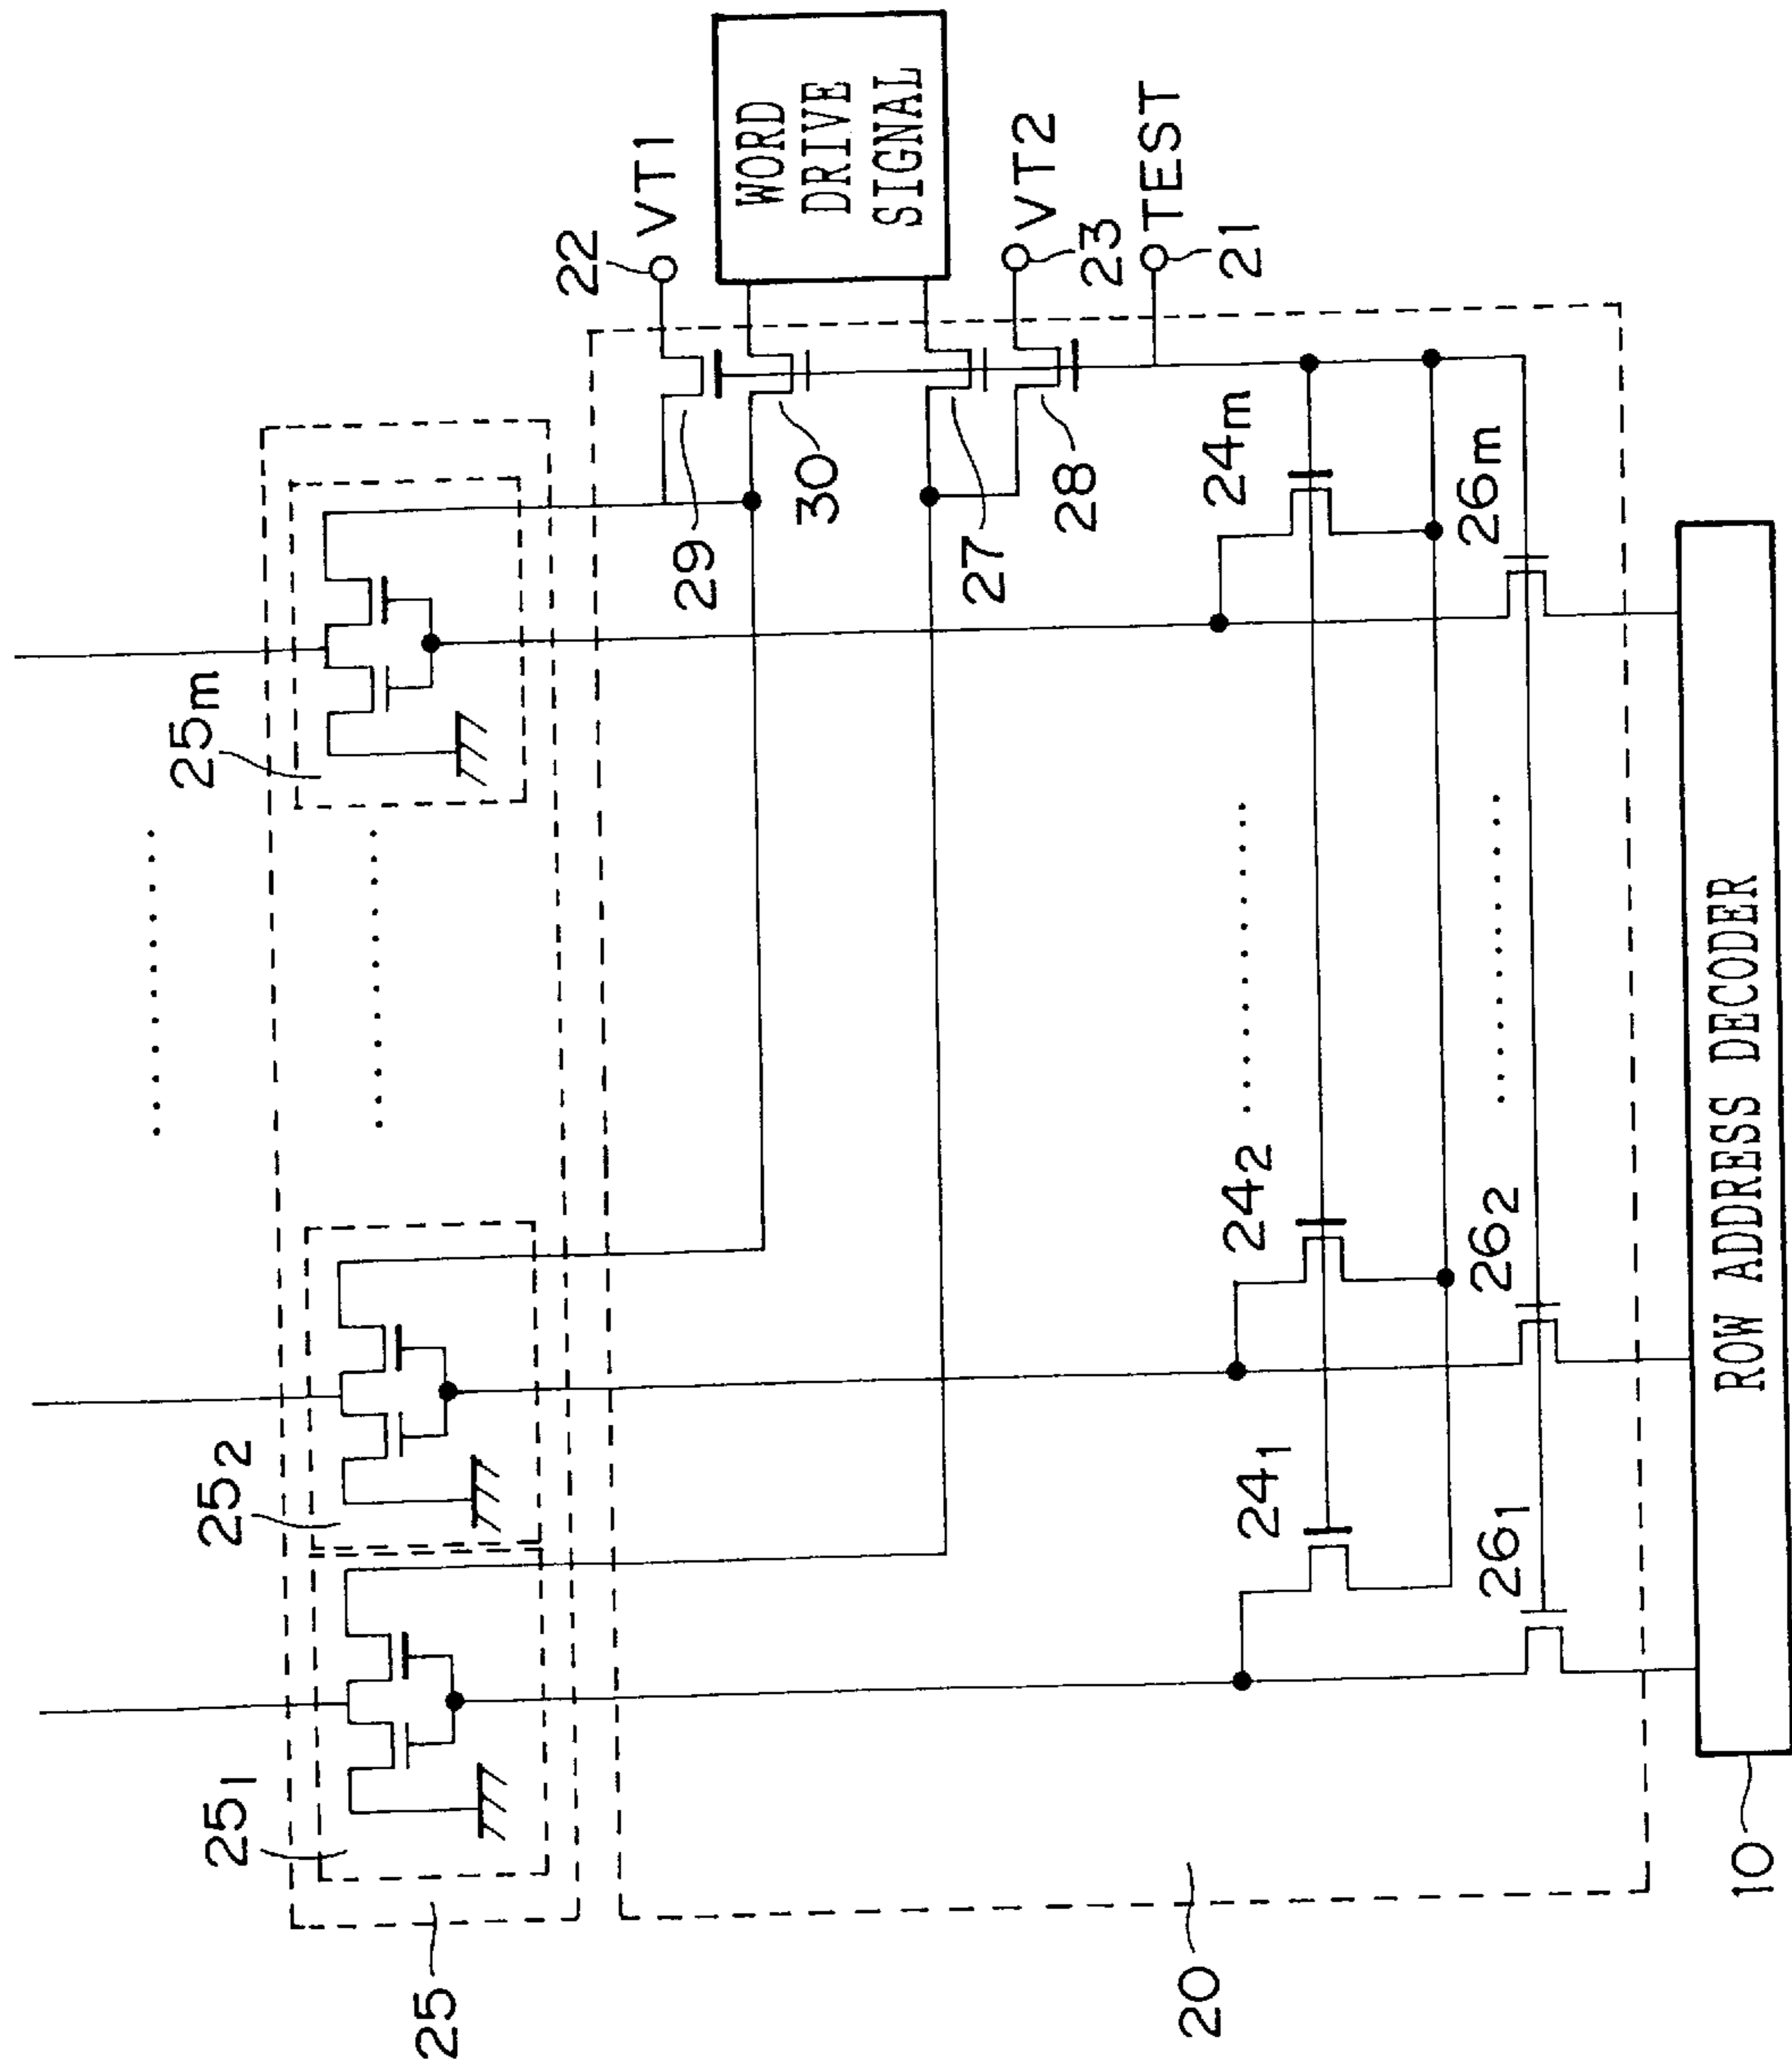 WORD
DRIVE
SIGNAL
22
VT1
VT2
23
TEST
21
29
30
27
28
24m
26m
25m
24₂
26₂
25₂
24₁
26₁
25₁
25
20
ROW ADDRESS DECODER
10